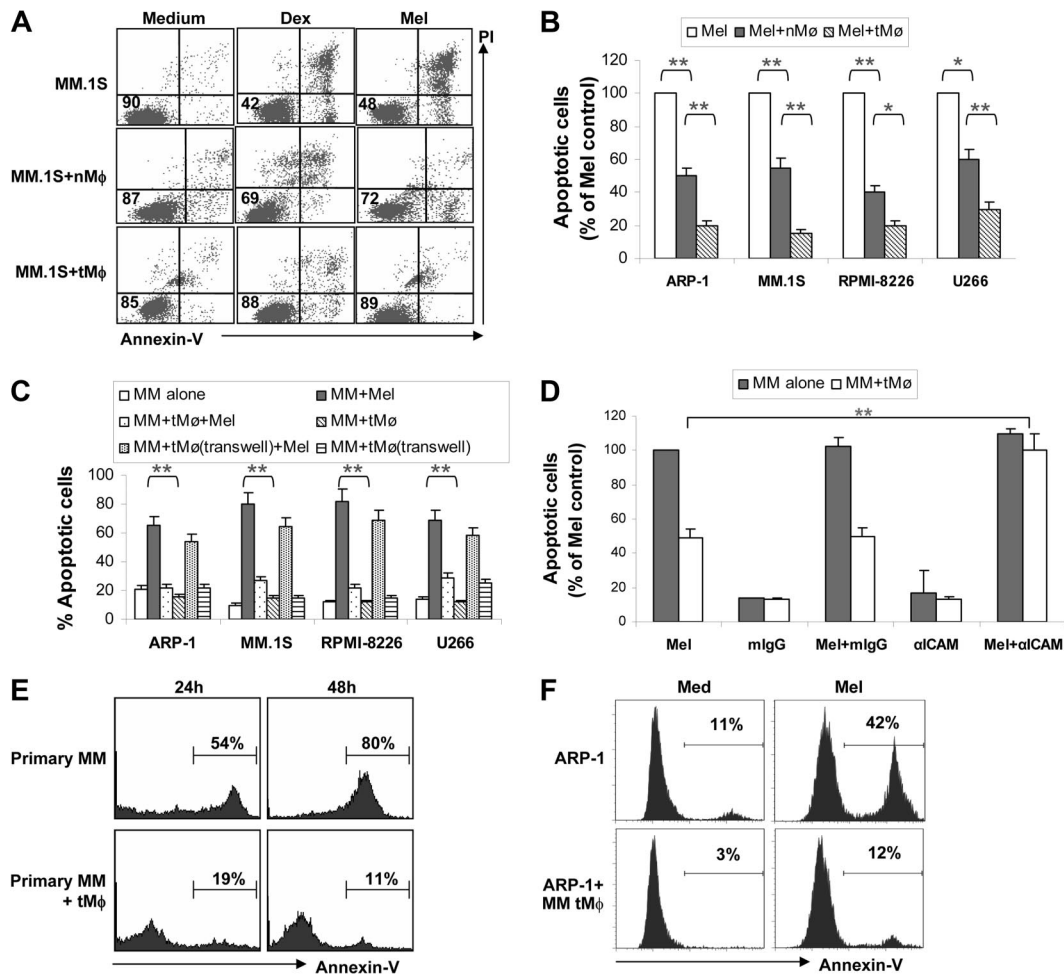 A
Medium Dex Mel
PI
MM.1S
90 42 48
MM.1S+nMϕ
87 69 72
MM.1S+tMϕ
85 88 89
Annexin-V
B
Mel Mel+nMø Mel+tMø
Apoptotic cells
(% of Mel control)
120
100
80
60
40
20
0
** ** ** *
** ** * **
ARP-1 MM.1S RPMI-8226 U266
C
MM alone MM+Mel
MM+tMø+Mel MM+tMø
MM+tMø(transwell)+Mel MM+tMø(transwell)
% Apoptotic cells
100
80
60
40
20
0
** ** ** **
ARP-1 MM.1S RPMI-8226 U266
D
MM alone MM+tMø
Apoptotic cells
(% of Mel control)
120
100
80
60
40
20
0
**
Mel mIgG Mel+mIgG αICAM Mel+αICAM
E
24h 48h
Primary MM
54% 80%
Primary MM
+ tMϕ
19% 11%
Annexin-V
F
Med Mel
ARP-1
11% 42%
ARP-1+
MM tMϕ
3% 12%
Annexin-V